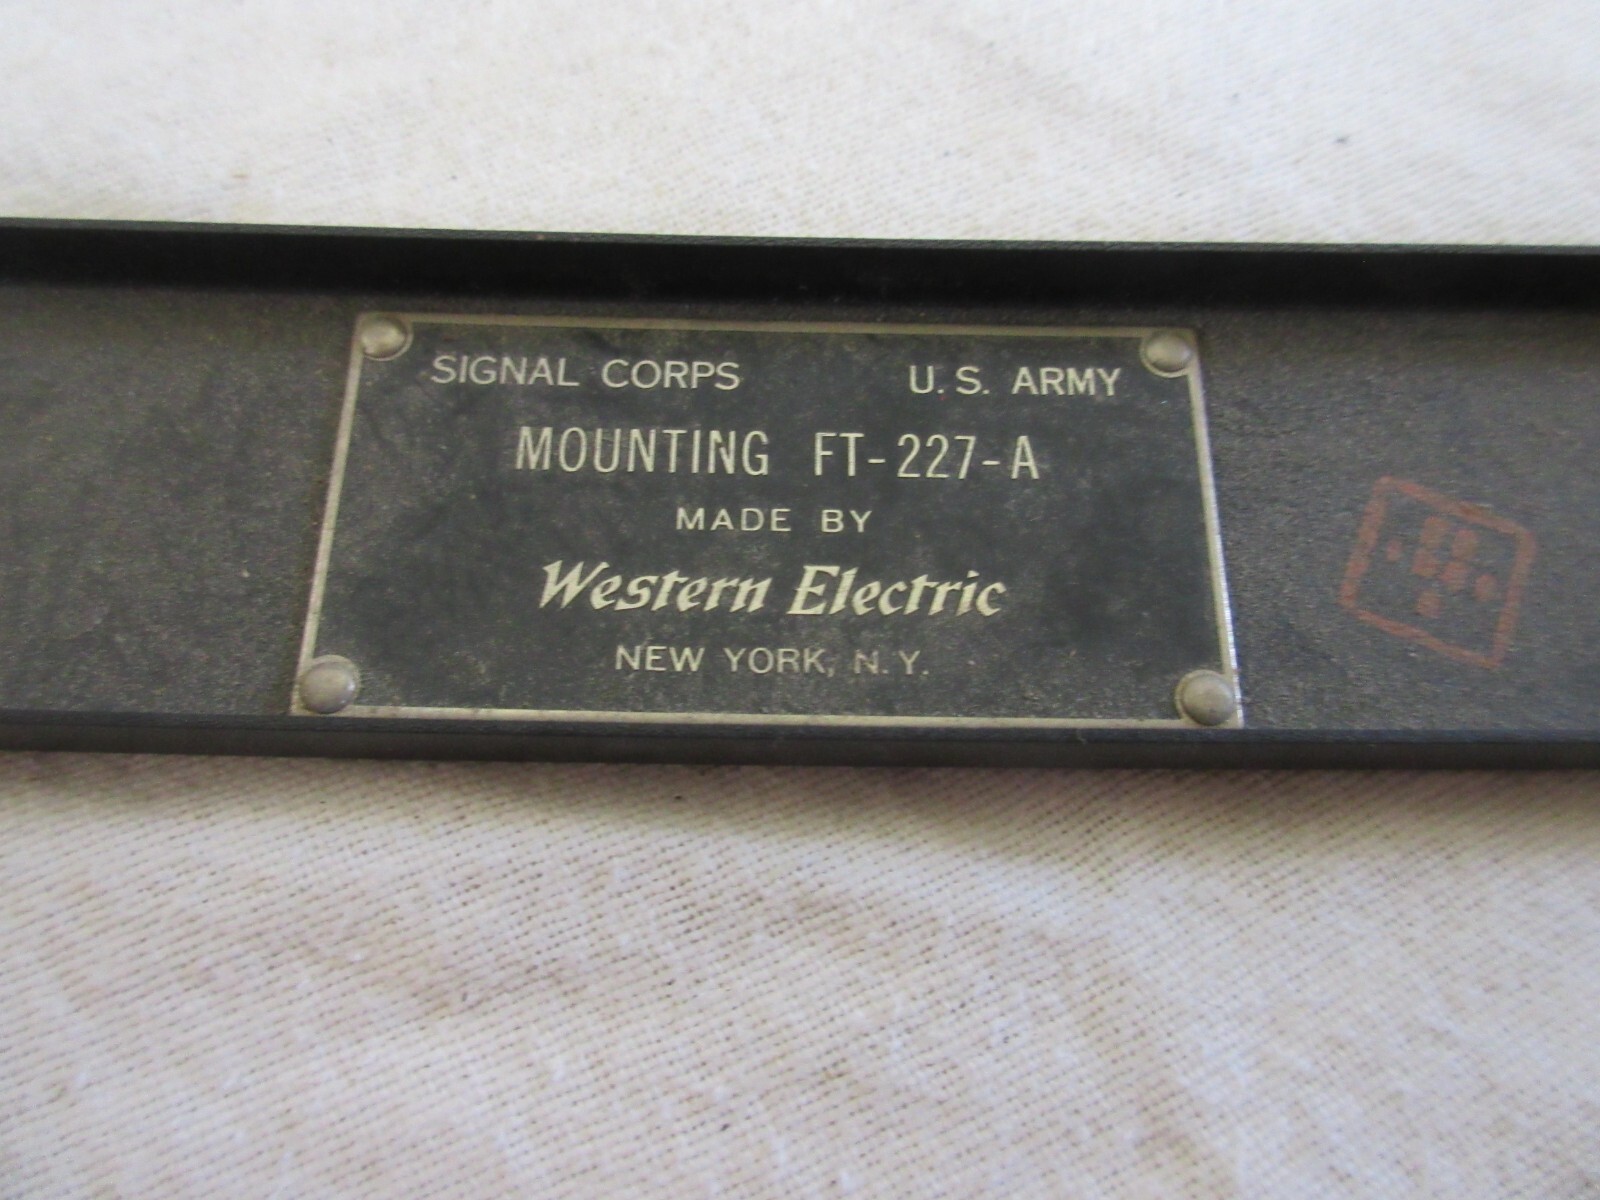 SIGNAL CORPS U. S. ARMY
MOUNTING FT-227-A
MADE BY
Western Electric
NEW YORK, N. Y.